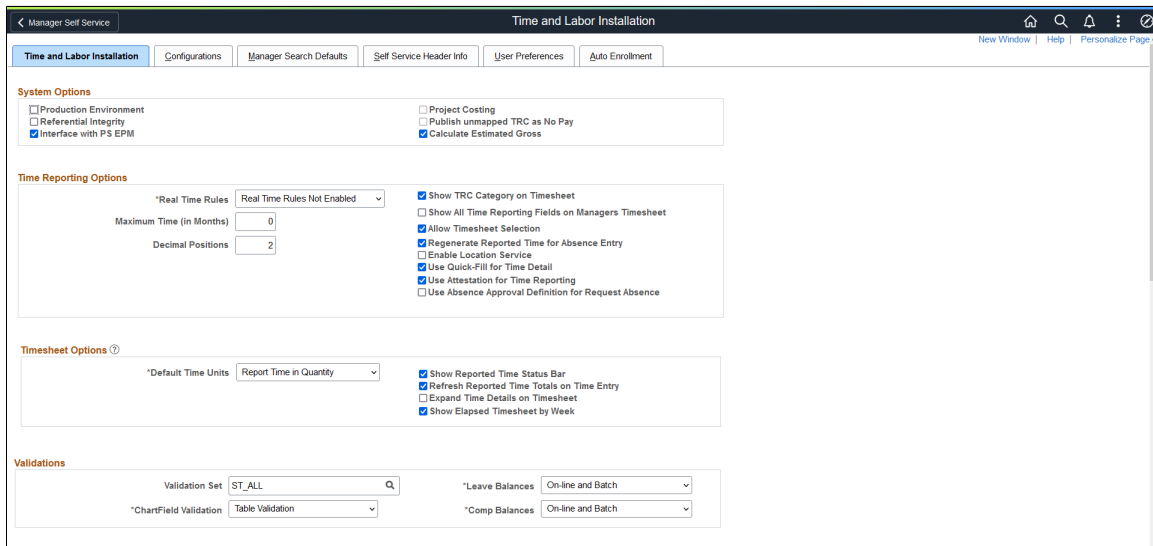 Manager Self Service
Time and Labor Installation
New Window | Help | Personalize Page
Time and Labor Installation
Configurations
Manager Search Defaults
Self Service Header Info
User Preferences
Auto Enrollment
System Options
Production Environment
Referential Integrity
Interface with PS EPM
Project Costing
Publish unmapped TRC as No Pay
Calculate Estimated Gross
Time Reporting Options
*Real Time Rules Real Time Rules Not Enabled
Maximum Time (in Months) 0
Decimal Positions 2
Show TRC Category on Timesheet
Show All Time Reporting Fields on Managers Timesheet
Allow Timesheet Selection
Regenerate Reported Time for Absence Entry
Enable Location Service
Use Quick-Fill for Time Detail
Use Attestation for Time Reporting
Use Absence Approval Definition for Request Absence
Timesheet Options ?
*Default Time Units Report Time in Quantity
Show Reported Time Status Bar
Refresh Reported Time Totals on Time Entry
Expand Time Details on Timesheet
Show Elapsed Timesheet by Week
Validations
Validation Set ST_ALL
*ChartField Validation Table Validation
*Leave Balances On-line and Batch
*Comp Balances On-line and Batch